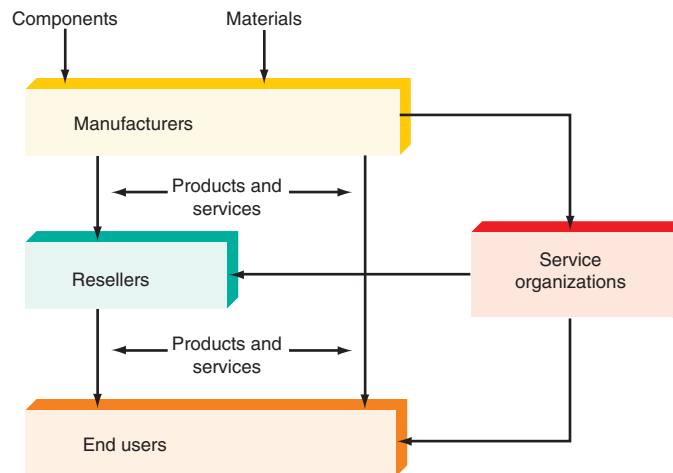 Components
Materials
Manufacturers
Products and
services
Resellers
Service
organizations
Products and
services
End users